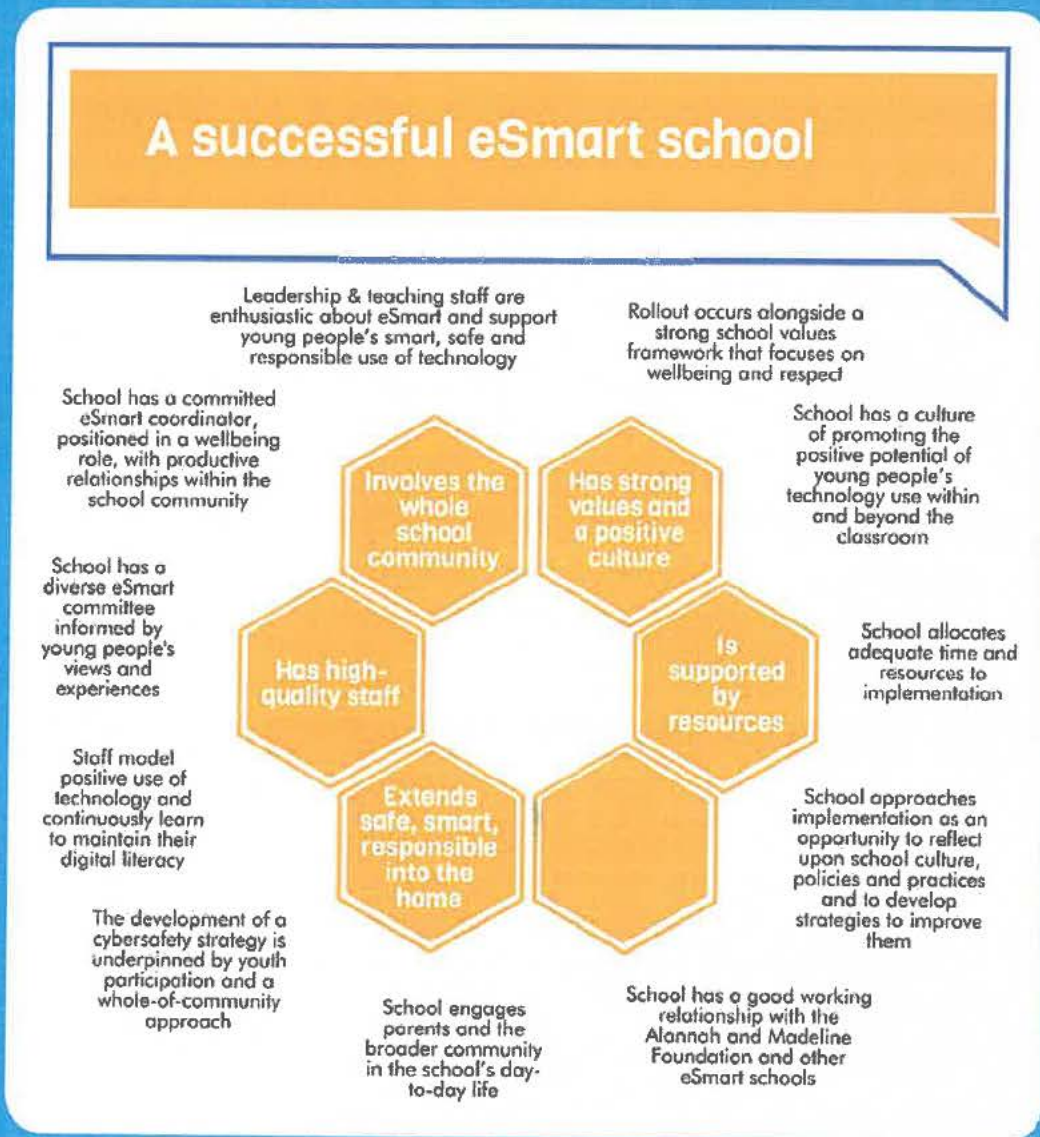 A successful eSmart school
Leadership & teaching staff are
enthusiastic about eSmart and support
young people's smart, safe and
responsible use of technology
Rollout occurs alongside a
strong school values
framework that focuses on
wellbeing and respect
School has a committed
eSmart coordinator,
positioned in a wellbeing
role, with productive
relationships within the
school community
School has a culture
of promoting the
positive potential of
young people's
technology use within
and beyond the
classroom
Involves the
whole
school
community
Has strong
values and
a positive
culture
School has a
diverse eSmart
committee
informed by
young people's
views and
experiences
Has high-
quality staff
Is
supported
by
resources
School allocates
adequate time and
resources to
implementation
Staff model
positive use of
technology and
continuously learn
to maintain their
digital literacy
Extends
safe, smart,
responsible
into the
home
School approaches
implementation as an
opportunity to reflect
upon school culture,
policies and practices
and to develop
strategies to improve
them
The development of a
cybersafety strategy is
underpinned by youth
participation and a
whole-of-community
approach
School engages
parents and the
broader community
in the school's day-
to-day life
School has a good working
relationship with the
Alannah and Madeline
Foundation and other
eSmart schools